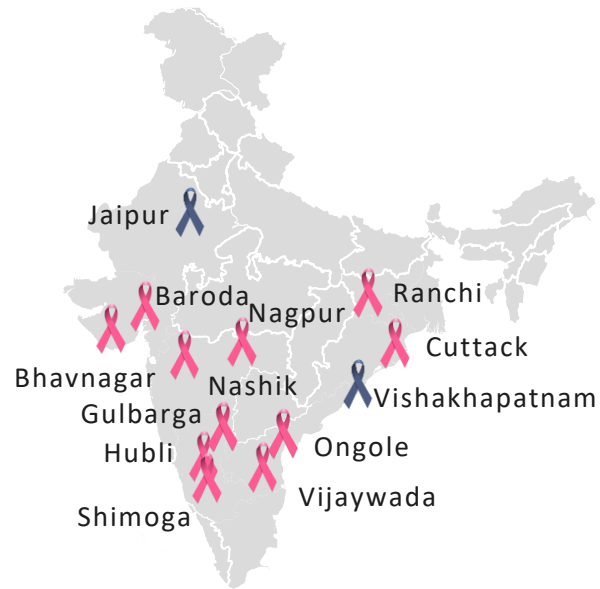 Jaipur
Baroda
Ranchi
Nagpur
Cuttack
Bhavnagar
Nashik
Vishakhapatnam
Gulbarga
Hubli
Ongole
Vijaywada
Shimoga